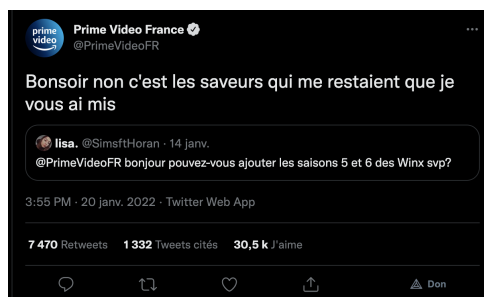 prime
video
Prime Video France
@PrimeVideoFR
Bonsoir non c'est les saveurs qui me restaient que je
vous ai mis
lisa. @SimsftHoran · 14 janv.
@PrimeVideoFR bonjour pouvez-vous ajouter les saisons 5 et 6 des Winx svp?
3:55 PM · 20 janv. 2022 · Twitter Web App
7 470 Retweets 1 332 Tweets cités 30,5 k J'aime
Don